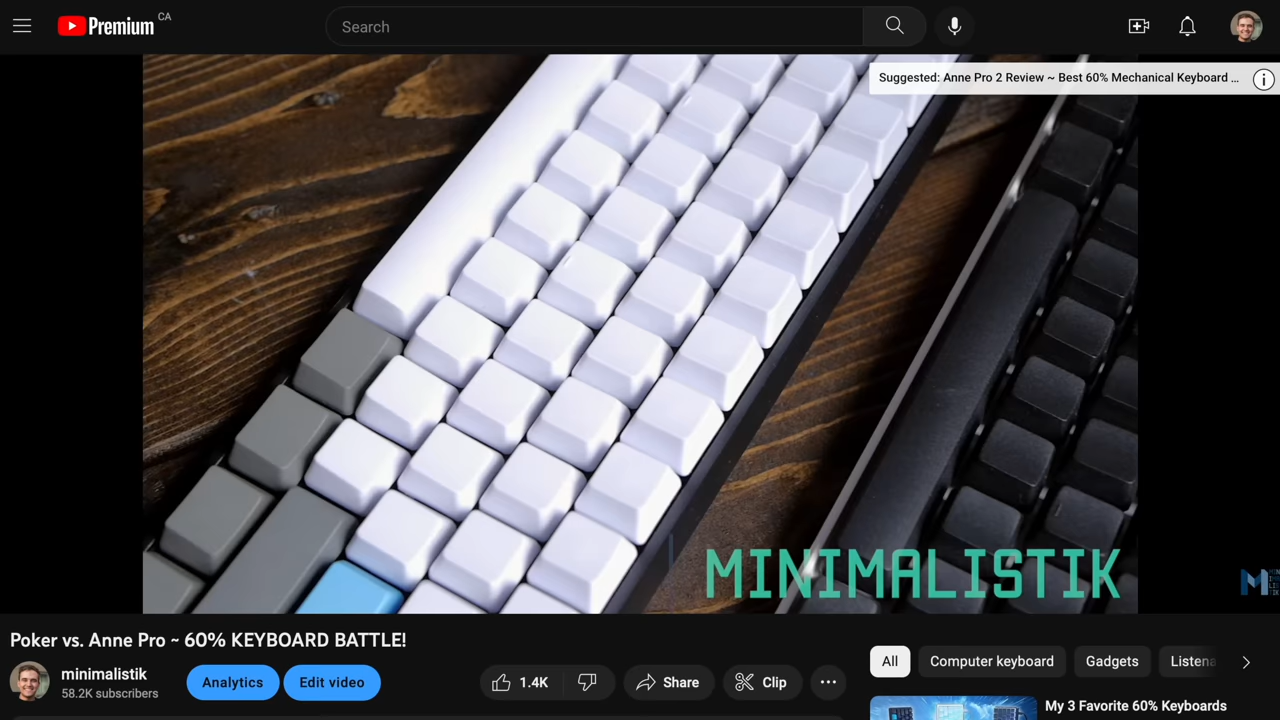 Premium CA
Search
Suggested: Anne Pro 2 Review ~ Best 60% Mechanical Keyboard ...
MINIMALISTIK
Poker vs. Anne Pro ~ 60% KEYBOARD BATTLE!
minimalistik
58.2K subscribers
Analytics
Edit video
1.4K
Share
Clip
All
Computer keyboard
Gadgets
Listena
My 3 Favorite 60% Keyboards